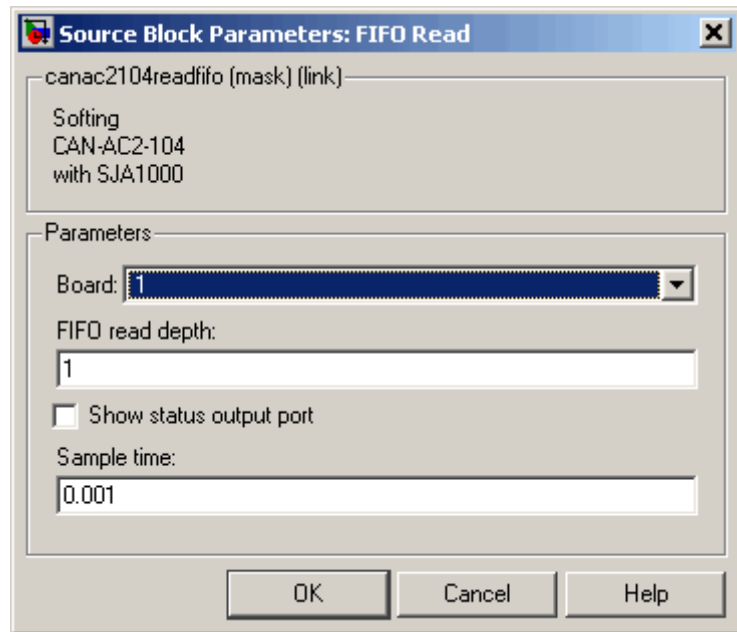 Source Block Parameters: FIFO Read
canac2104readfifo (mask) (link)
Softing
CAN-AC2-104
with SJA1000
Parameters
Board: 1
FIFO read depth:
1
Show status output port
Sample time:
0.001
OK Cancel Help